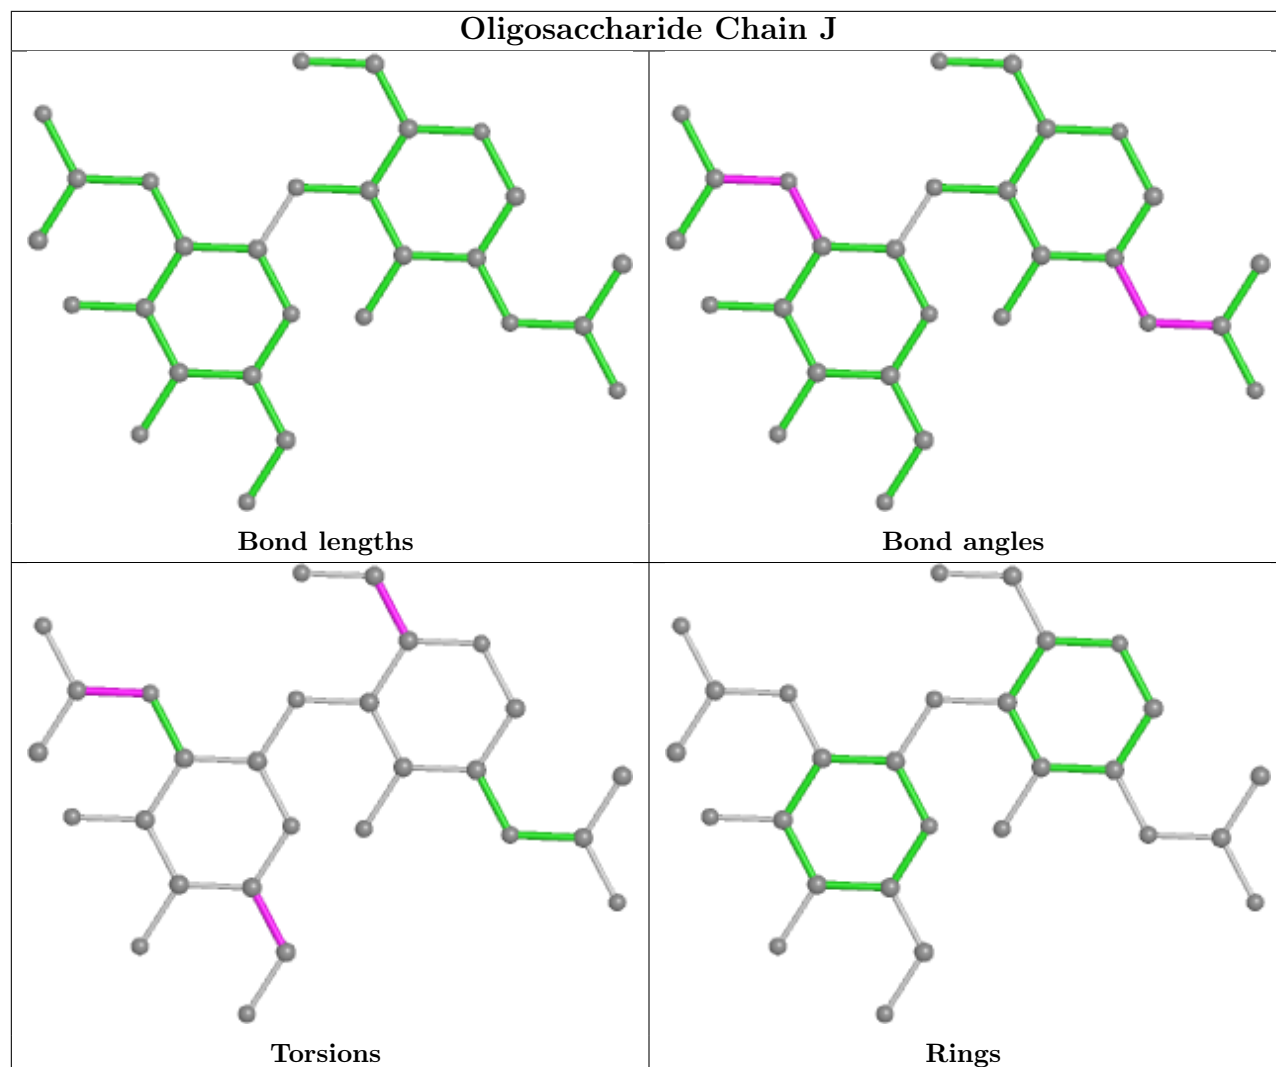 Oligosaccharide Chain J
Bond lengths
Bond angles
Torsions
Rings